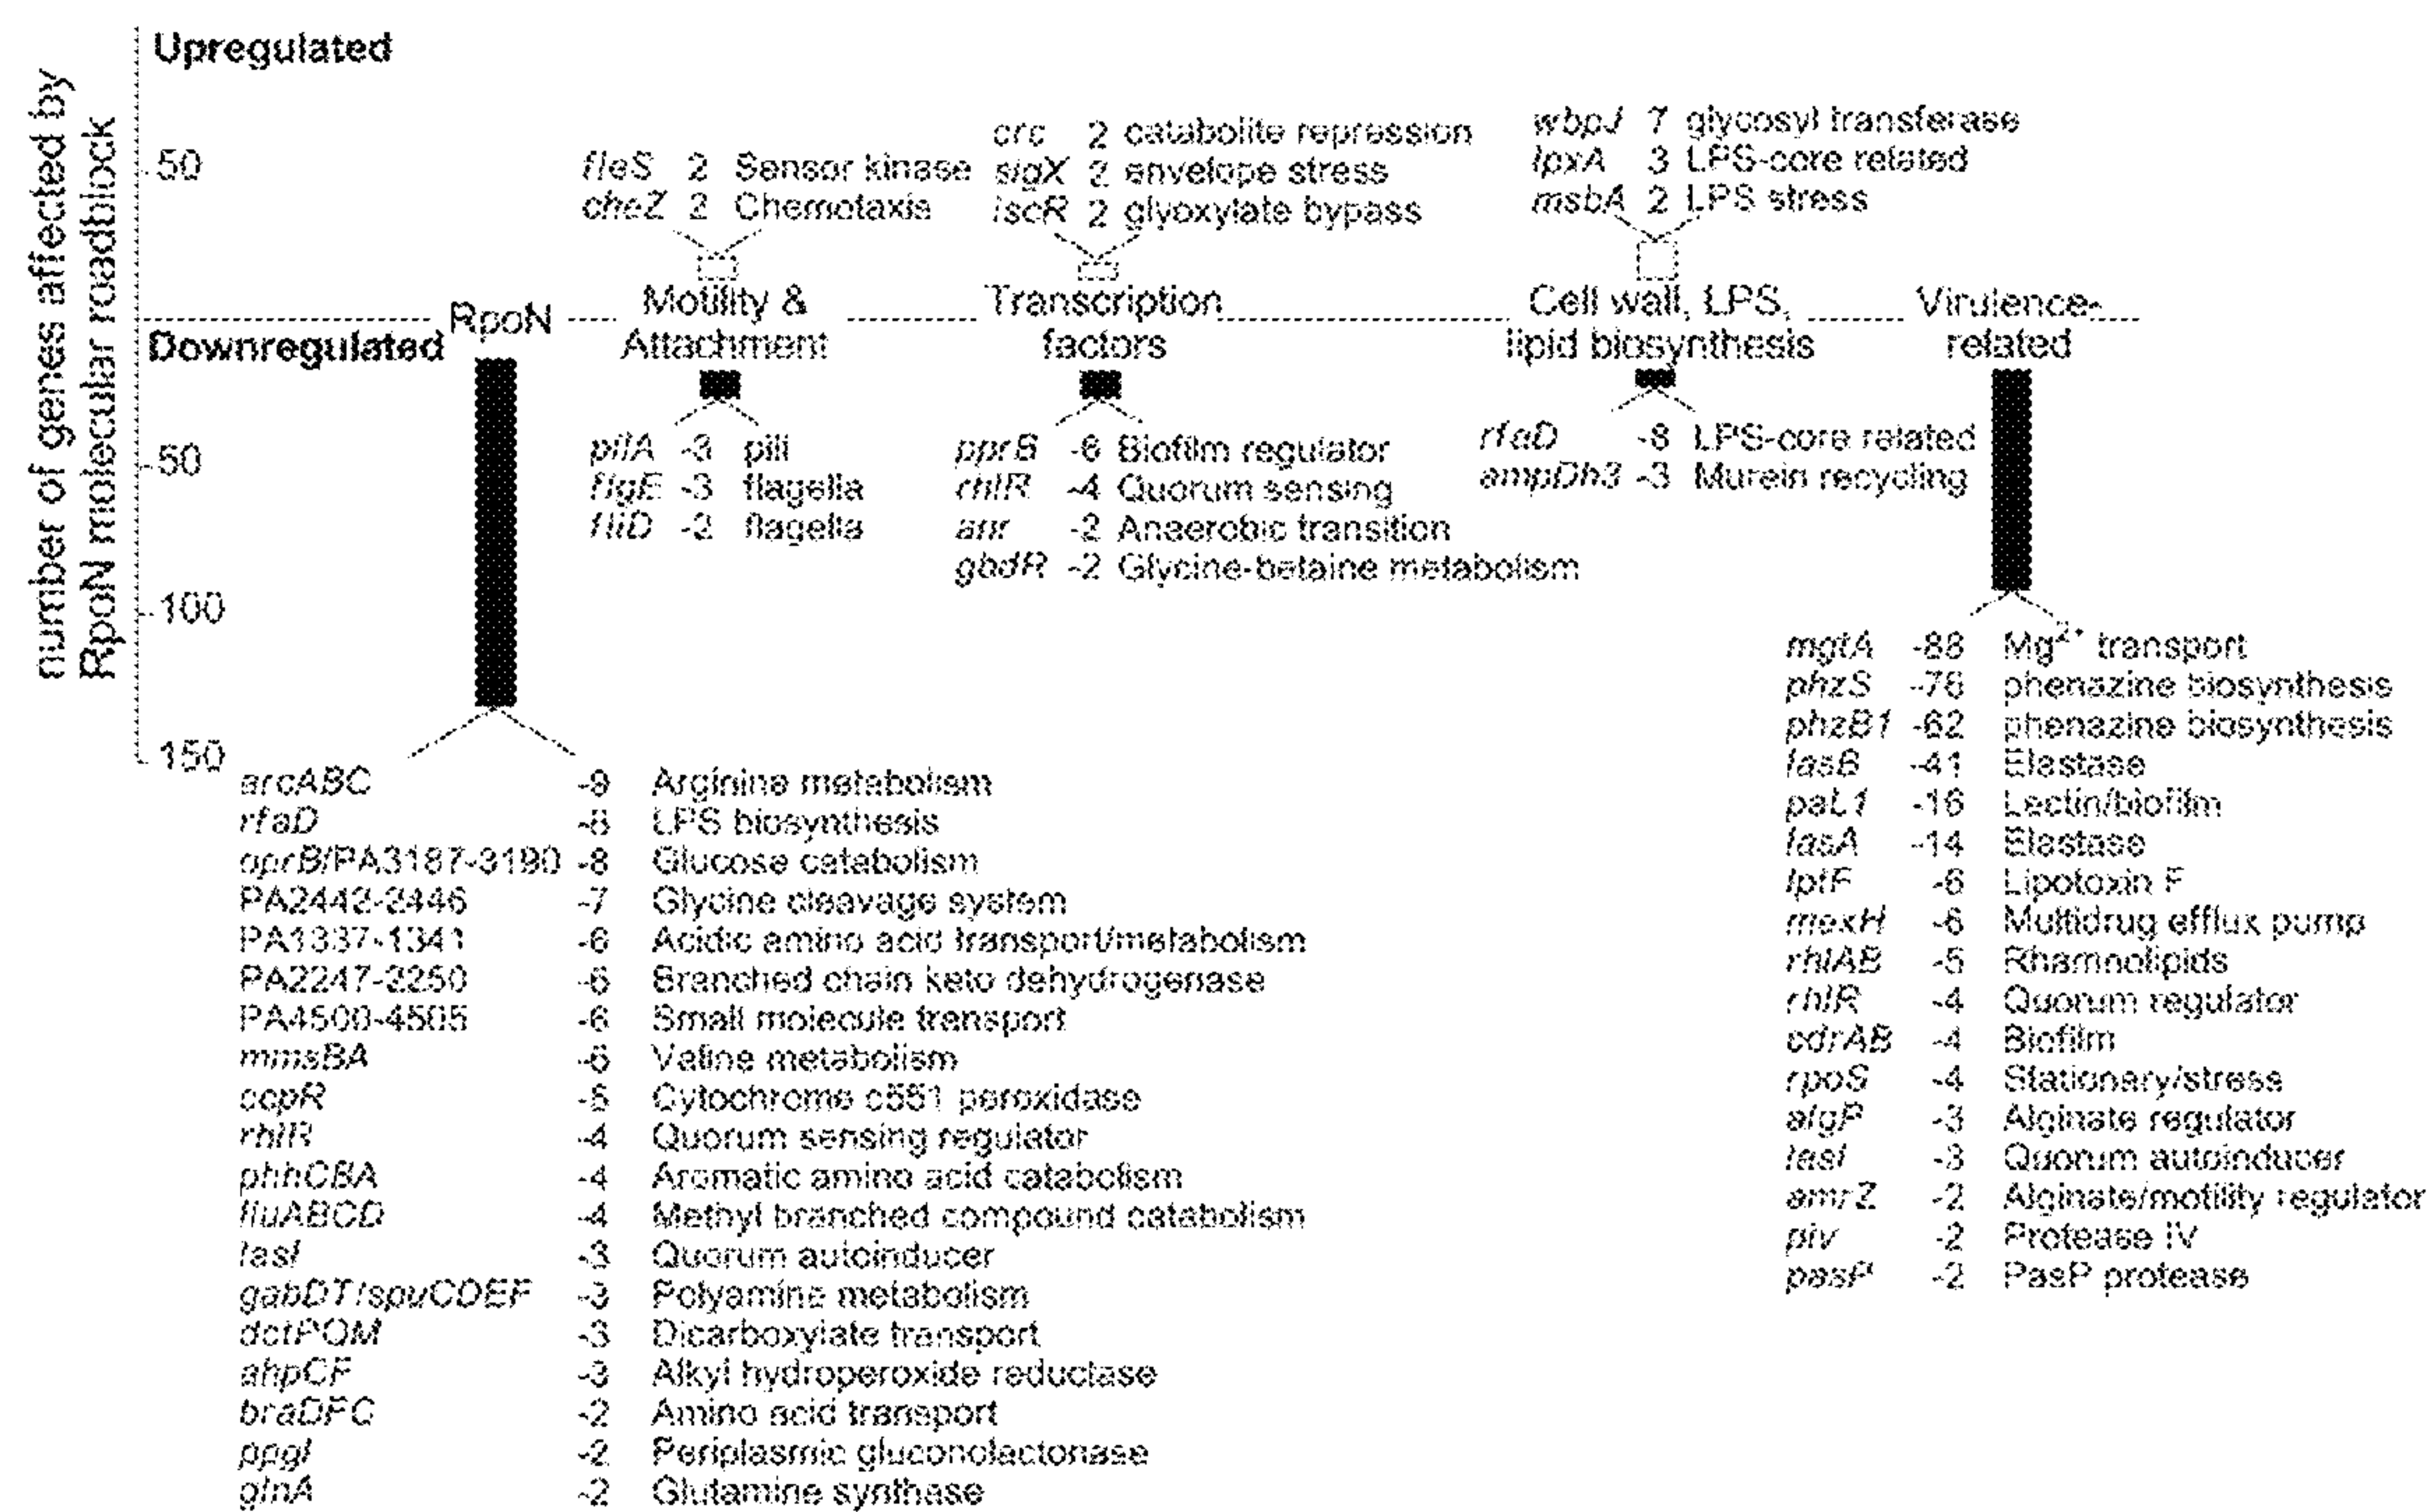 number of genes affected by
RpoN molecular roadblock
Upregulated
50
Downregulated
50
100
150
fleS 2 Sensor kinase
cheZ 2 Chemotaxis
crc 2 catabolite repression
sigX 2 envelope stress
iscR 2 glyoxylate bypass
wbpJ 7 glycosyl transferase
lpxA 3 LPS-core related
msbA 2 LPS stress
RpoN
Motility &
Attachment
Transcription
factors
Cell wall, LPS,
lipid biosynthesis
Virulence-
related
pilA -3 pili
flgE -3 flagella
fliD -2 flagella
pprB -6 Biofilm regulator
rhlR -4 Quorum sensing
anr -2 Anaerobic transition
gbdR -2 Glycine-betaine metabolism
rfaD -8 LPS-core related
ampDh3 -3 Murein recycling
arcABC -9 Arginine metabolism
rfaD -8 LPS biosynthesis
oprB/PA3187-3190 -8 Glucose catabolism
PA2442-2446 -7 Glycine cleavage system
PA1337-1341 -6 Acidic amino acid transport/metabolism
PA2247-2250 -6 Branched chain keto dehydrogenase
PA4500-4505 -6 Small molecule transport
mmsBA -6 Valine metabolism
ccpR -5 Cytochrome c551 peroxidase
rhlR -4 Quorum sensing regulator
phhCBA -4 Aromatic amino acid catabolism
liuABCD -4 Methyl branched compound catabolism
lasI -3 Quorum autoinducer
gabDT/spuCDEF -3 Polyamine metabolism
dctPQM -3 Dicarboxylate transport
ahpCF -3 Alkyl hydroperoxide reductase
braDFC -2 Amino acid transport
ppgI -2 Periplasmic gluconolactonase
glnA -2 Glutamine synthase
mgtA -88 Mg2+ transport
phzS -76 phenazine biosynthesis
phzB1 -62 phenazine biosynthesis
lasB -41 Elastase
paL1 -16 Lectin/biofilm
lasA -14 Elastase
lptF -6 Lipotoxin F
mexH -6 Multidrug efflux pump
rhlAB -5 Rhamnolipids
rhlR -4 Quorum regulator
cdrAB -4 Biofilm
rpoS -4 Stationary/stress
algP -3 Alginate regulator
lasI -3 Quorum autoinducer
amrZ -2 Alginate/motility regulator
piv -2 Protease IV
pasP -2 PasP protease